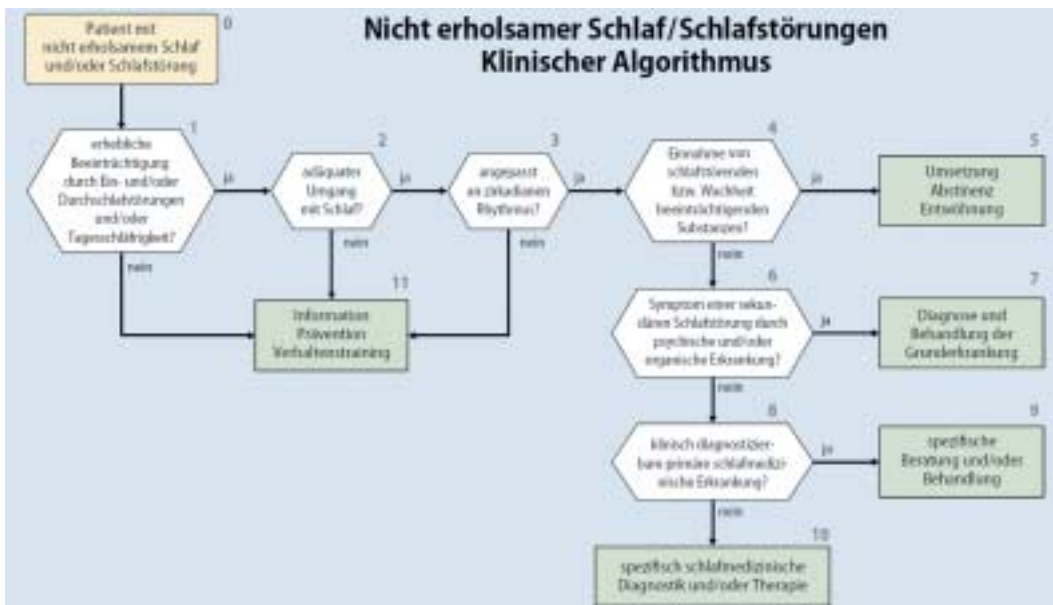 Nicht erholsamer Schlaf/Schlafstörungen
Klinischer Algorithmus
0
Patient mit
nicht erholsamem Schlaf
und/oder Schlafstörung
1
erhebliche
Beeinträchtigung
durch Ein- und/oder
Durchschlafstörungen
und/oder
Tagesschläfrigkeit?
ja
nein
2
adäquater
Umgang
mit Schlaf?
ja
nein
3
angepasst
an zirkadianen
Rhythmus?
ja
nein
4
Einnahme von
schlafstörenden
bzw. Wachheit
beeinträchtigenden
Substanzen?
ja
nein
5
Umsetzung
Abstinenz
Entwöhnung
6
Symptom einer sekun-
dären Schlafstörung durch
psychische und/oder
organische Erkrankung?
ja
nein
7
Diagnose und
Behandlung der
Grunderkrankung
8
klinisch diagnostizier-
bare primäre schlafmedizi-
nische Erkrankung?
ja
nein
9
spezifische
Beratung und/oder
Behandlung
10
spezifisch schlafmedizinische
Diagnostik und/oder Therapie
11
Information
Prävention
Verhaltenstraining